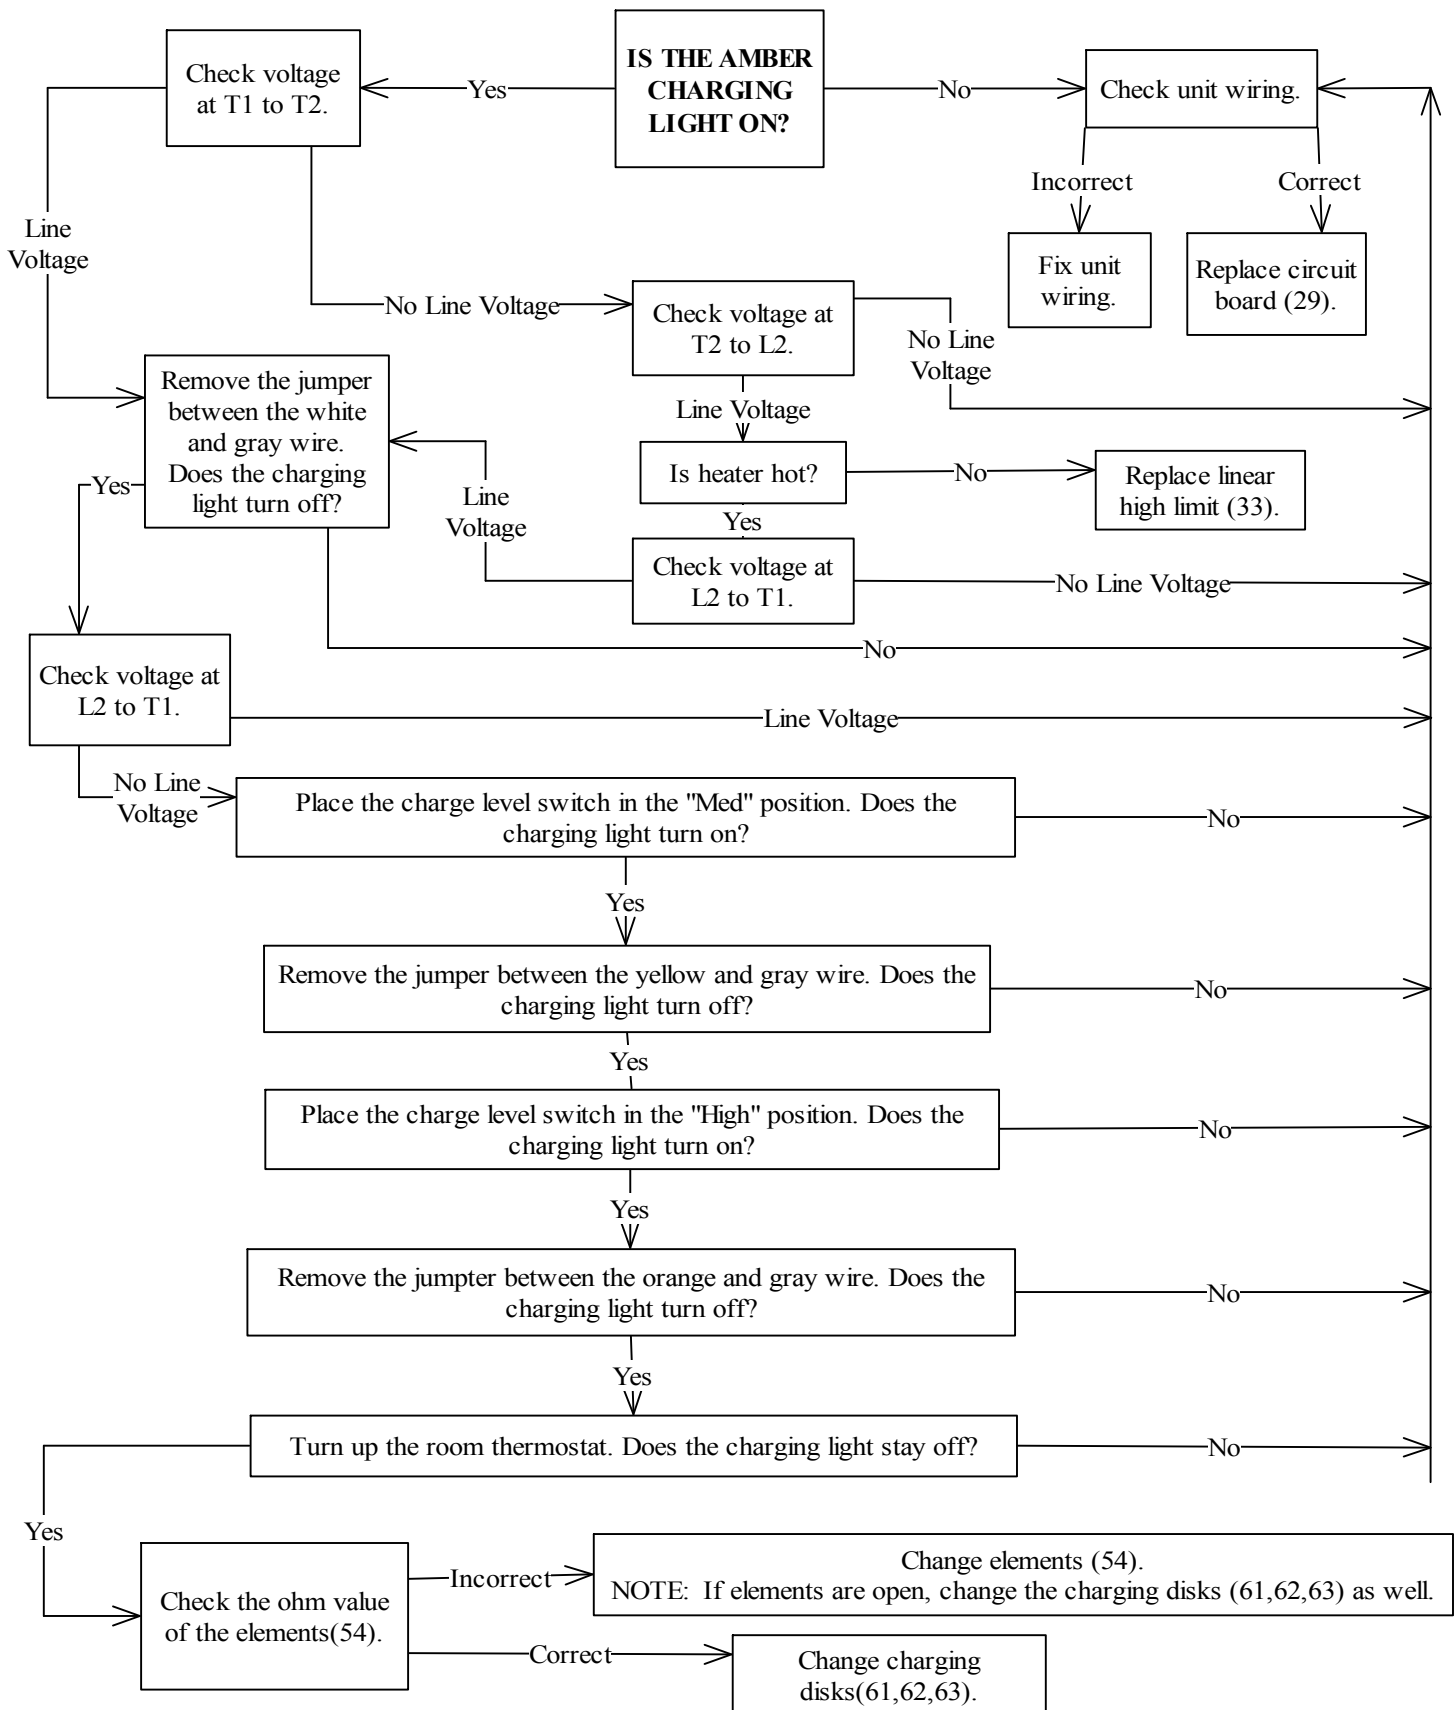 IS THE AMBER
CHARGING
LIGHT ON?
Yes
No
Check voltage
at T1 to T2.
Check unit wiring.
Incorrect
Correct
Fix unit
wiring.
Replace circuit
board (29).
Line
Voltage
No Line Voltage
Check voltage at
T2 to L2.
No Line
Voltage
Line Voltage
Is heater hot?
No
Replace linear
high limit (33).
Yes
Check voltage at
L2 to T1.
No Line Voltage
Line
Voltage
Remove the jumper
between the white
and gray wire.
Does the charging
light turn off?
Yes
No
Check voltage at
L2 to T1.
Line Voltage
No Line
Voltage
Place the charge level switch in the "Med" position. Does the
charging light turn on?
No
Yes
Remove the jumper between the yellow and gray wire. Does the
charging light turn off?
No
Yes
Place the charge level switch in the "High" position. Does the
charging light turn on?
No
Yes
Remove the jumpter between the orange and gray wire. Does the
charging light turn off?
No
Yes
Turn up the room thermostat. Does the charging light stay off?
No
Yes
Check the ohm value
of the elements(54).
Incorrect
Change elements (54).
NOTE: If elements are open, change the charging disks (61,62,63) as well.
Correct
Change charging
disks(61,62,63).